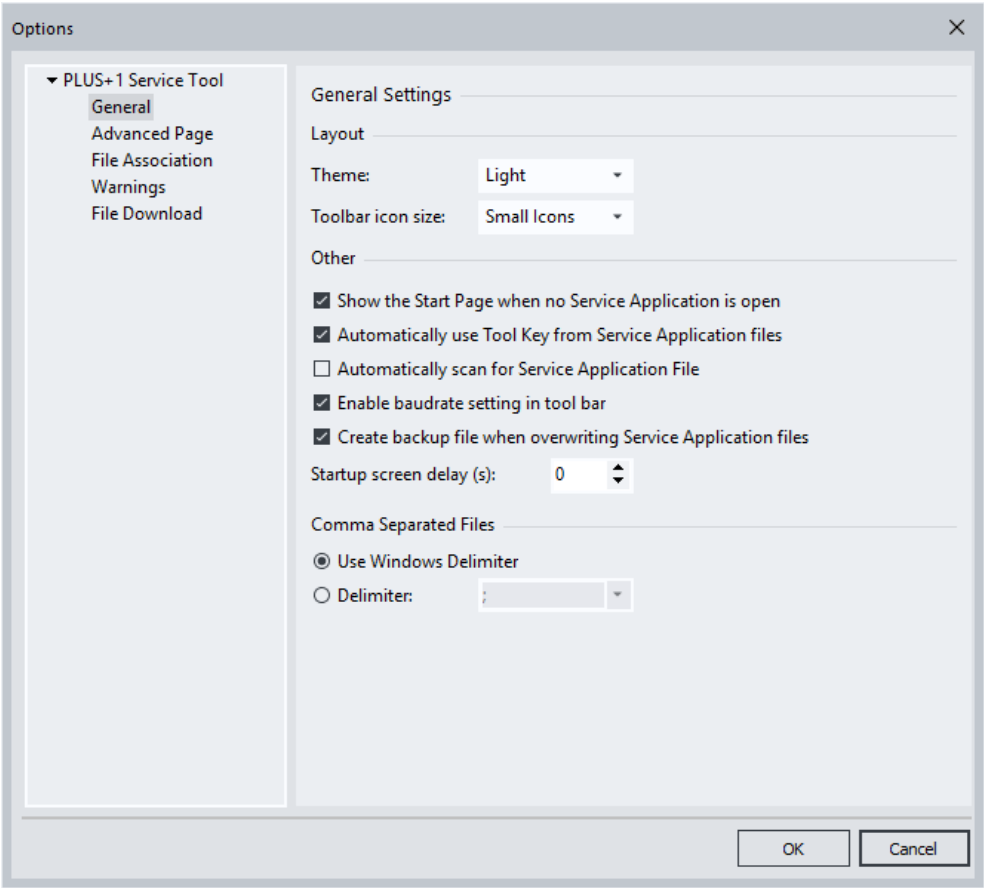 Options
PLUS+1 Service Tool
General
Advanced Page
File Association
Warnings
File Download
General Settings
Layout
Theme: Light
Toolbar icon size: Small Icons
Other
Show the Start Page when no Service Application is open
Automatically use Tool Key from Service Application files
Automatically scan for Service Application File
Enable baudrate setting in tool bar
Create backup file when overwriting Service Application files
Startup screen delay (s): 0
Comma Separated Files
Use Windows Delimiter
Delimiter: ;
OK Cancel